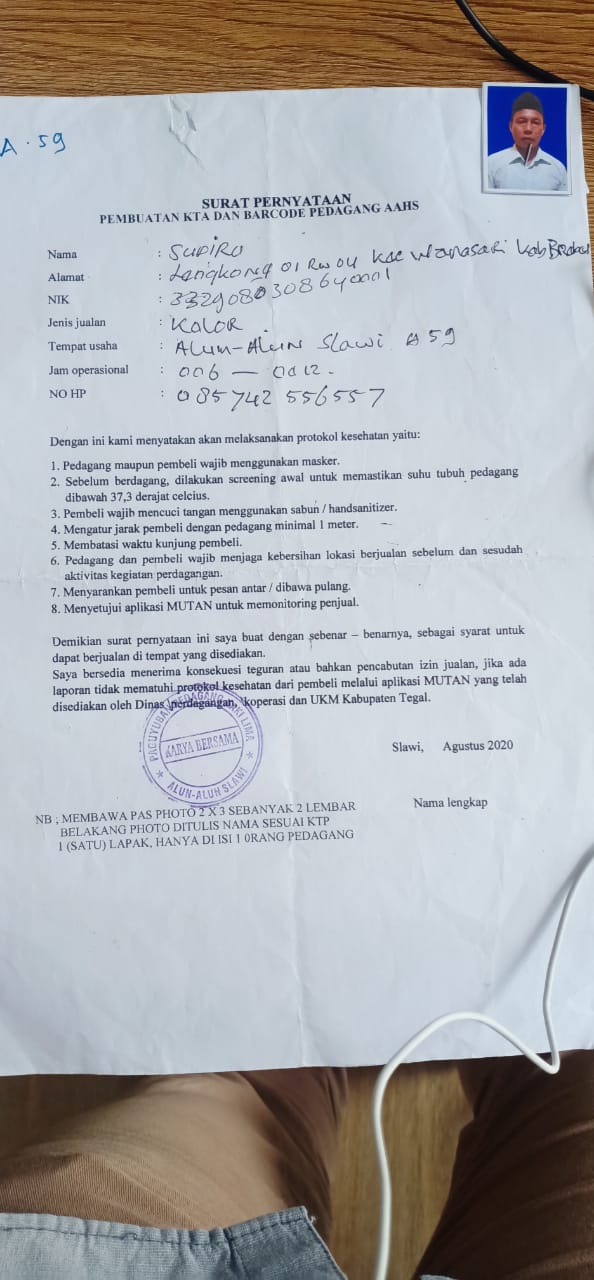 A. 59
SURAT PERNYATAAN
PEMBUATAN KTA DAN BARCODE PEDAGANG AAHS
Nama : SUPIRO
Alamat : Lengkong 01 Rw 04 Kec Wanasari Kab Brebes
NIK :
Jenis jualan : KOLOR
Tempat usaha : Alun-Alun Slawi A 59
Jam operasional : 006 — 0012.
NO HP : 085742 556557
Dengan ini kami menyatakan akan melaksanakan protokol kesehatan yaitu:
1. Pedagang maupun pembeli wajib menggunakan masker.
2. Sebelum berdagang, dilakukan screening awal untuk memastikan suhu tubuh pedagang
dibawah 37,3 derajat celcius.
3. Pembeli wajib mencuci tangan menggunakan sabun / handsanitizer.
4. Mengatur jarak pembeli dengan pedagang minimal 1 meter.
5. Membatasi waktu kunjung pembeli.
6. Pedagang dan pembeli wajib menjaga kebersihan lokasi berjualan sebelum dan sesudah
aktivitas kegiatan perdagangan.
7. Menyarankan pembeli untuk pesan antar / dibawa pulang.
8. Menyetujui aplikasi MUTAN untuk memonitoring penjual.
Demikian surat pernyataan ini saya buat dengan sebenar – benarnya, sebagai syarat untuk
dapat berjualan di tempat yang disediakan.
Saya bersedia menerima konsekuesi teguran atau bahkan pencabutan izin jualan, jika ada
laporan tidak mematuhi protokol kesehatan dari pembeli melalui aplikasi MUTAN yang telah
disediakan oleh Dinas perdagangan, koperasi dan UKM Kabupaten Tegal.
PAGUYUBAN PEDAGANG KAKI LIMA
KARYA BERSAMA
ALUN-ALUN SLAWI
Slawi, Agustus 2020
Nama lengkap
NB ; MEMBAWA PAS PHOTO 2 X 3 SEBANYAK 2 LEMBAR
BELAKANG PHOTO DITULIS NAMA SESUAI KTP
1 (SATU) LAPAK, HANYA DI ISI 1 0RANG PEDAGANG